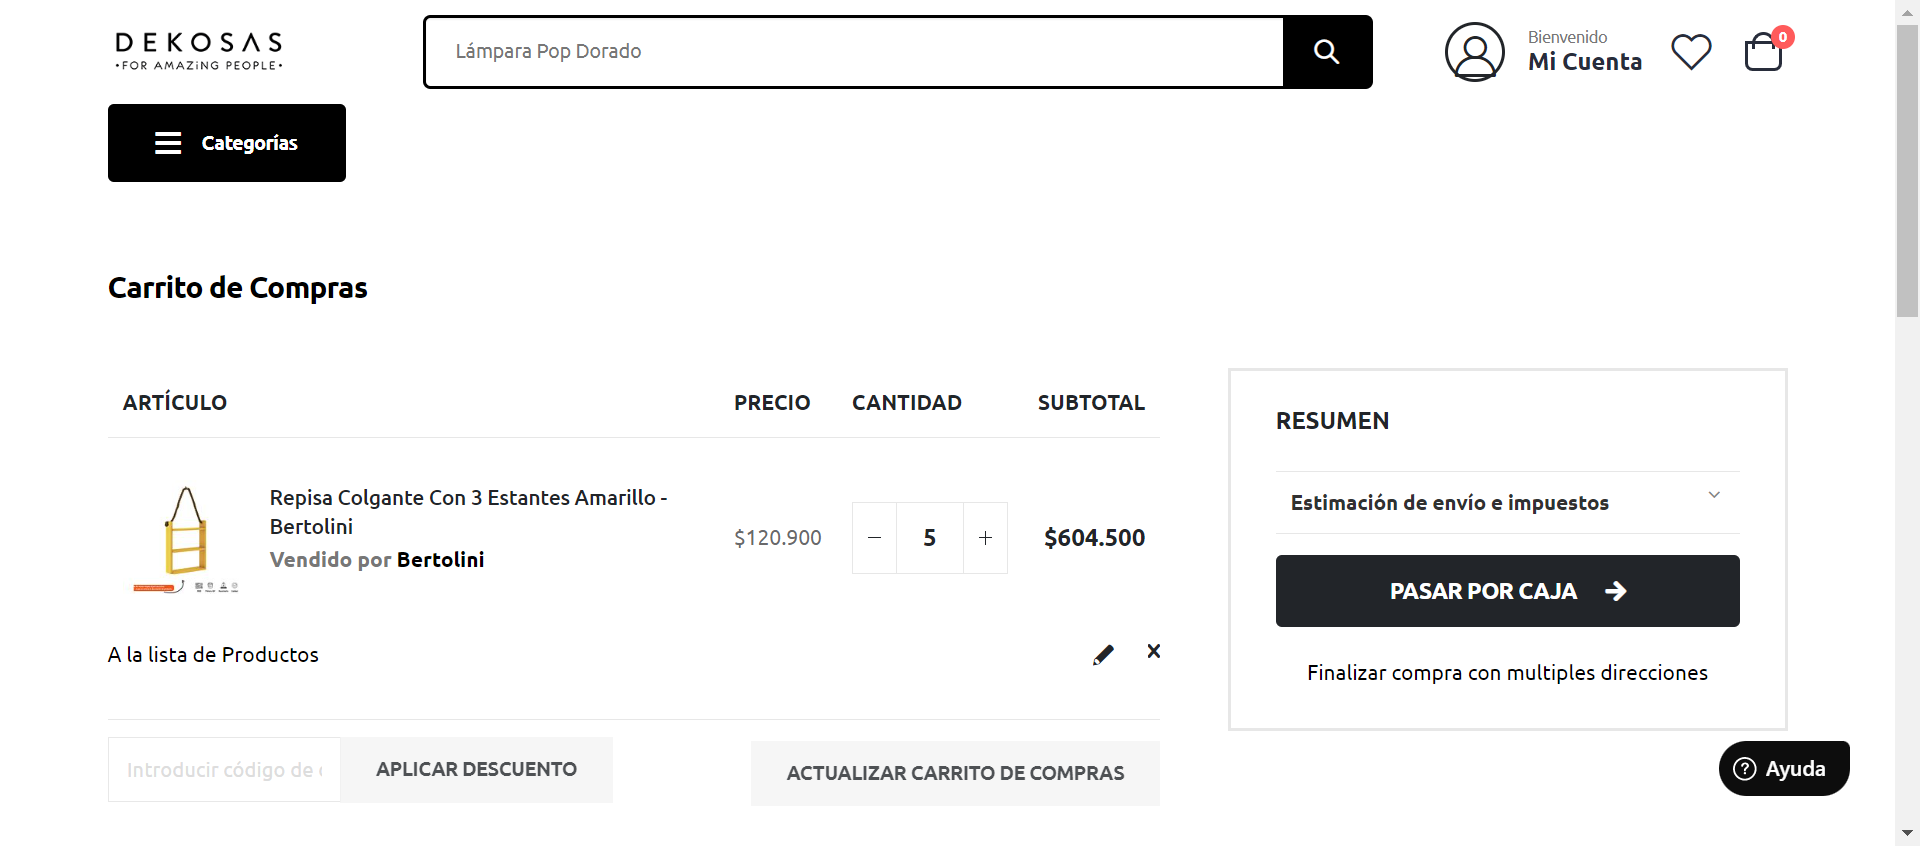 DEKOSAS
•FOR AMAZiNG PEOPLE•
Lámpara Pop Dorado
Bienvenido
Mi Cuenta
0
Categorías
Carrito de Compras
ARTÍCULO
PRECIO
CANTIDAD
SUBTOTAL
Repisa Colgante Con 3 Estantes Amarillo -
Bertolini
Vendido por Bertolini
$120.900
5
$604.500
A la lista de Productos
Introducir código de
APLICAR DESCUENTO
ACTUALIZAR CARRITO DE COMPRAS
RESUMEN
Estimación de envío e impuestos
PASAR POR CAJA
Finalizar compra con multiples direcciones
Ayuda